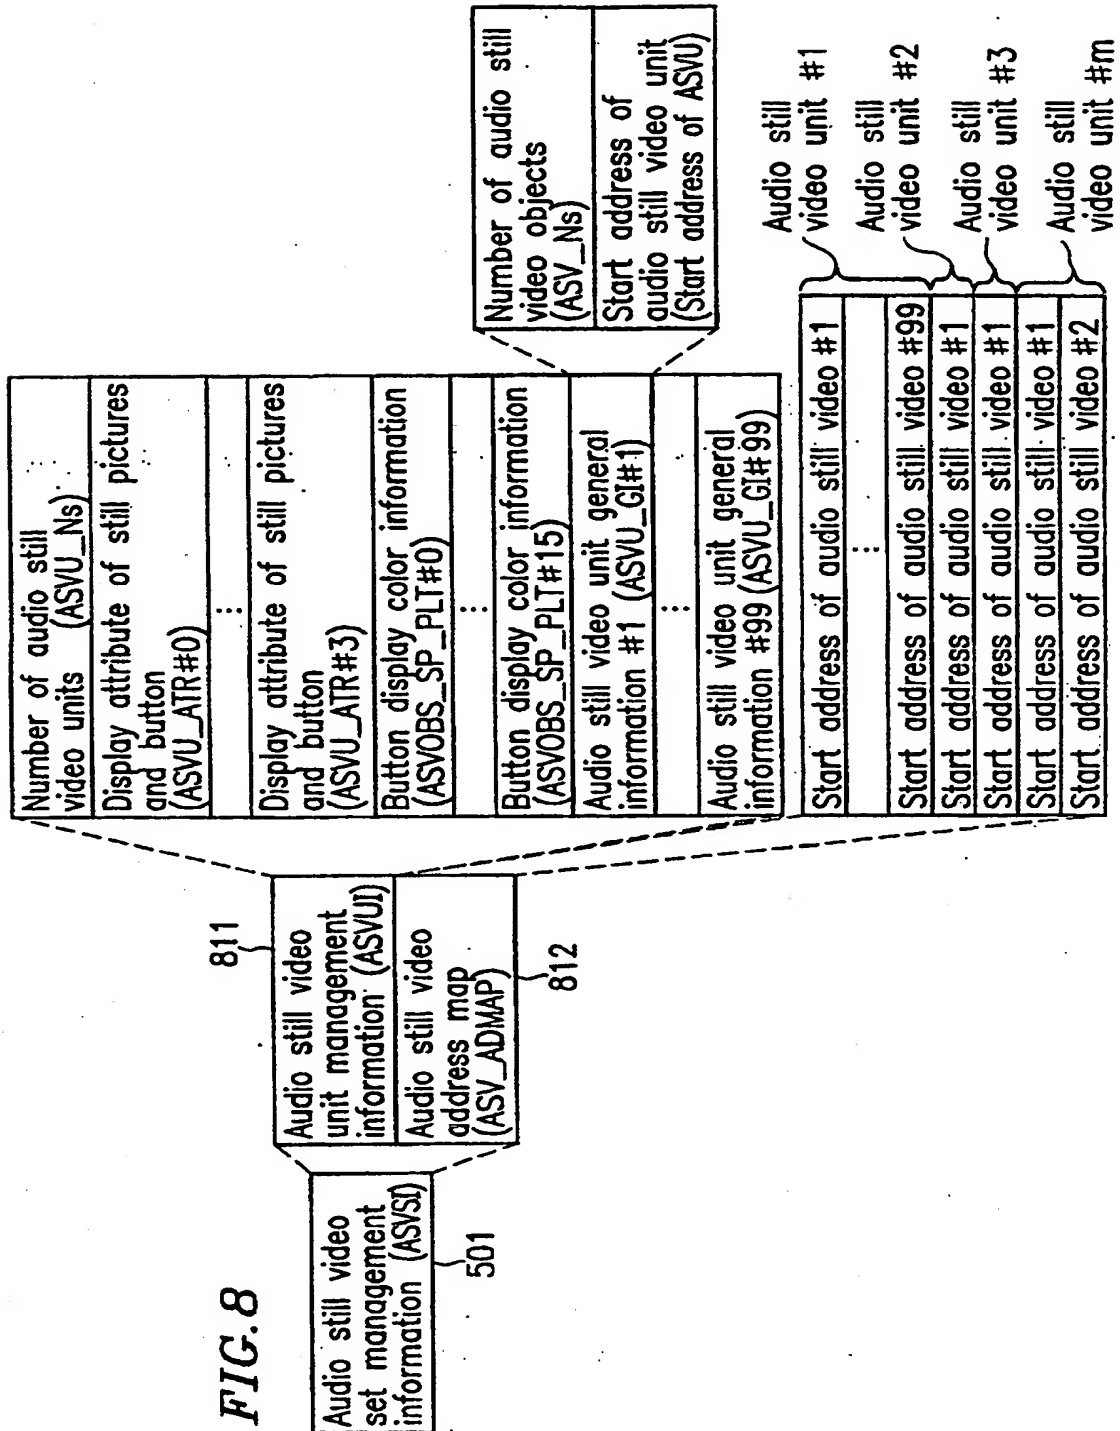 FIG.8
Audio still video
set management
information (ASVSI)
501
811
Audio still video
unit management
information (ASVUI)
Audio still video
address map
(ASV_ADMAP)
812
Number of audio still
video units (ASVU_Ns)
Display attribute of still pictures
and button
(ASVU_ATR#0)
⋮
Display attribute of still pictures
and button
(ASVU_ATR#3)
Button display color information
(ASVOBS_SP_PLT#0)
⋮
Button display color information
(ASVOBS_SP_PLT#15)
Audio still video unit general
information #1 (ASVU_GI#1)
⋮
Audio still video unit general
information #99 (ASVU_GI#99)
Number of audio still
video objects
(ASV_Ns)
Start address of
audio still video unit
(Start address of ASVU)
Start address of audio still video #1
⋮
Start address of audio still video #99
Start address of audio still video #1
Start address of audio still video #1
Start address of audio still video #1
Start address of audio still video #2
Audio still
video unit #1
Audio still
video unit #2
Audio still
video unit #3
Audio still
video unit #m